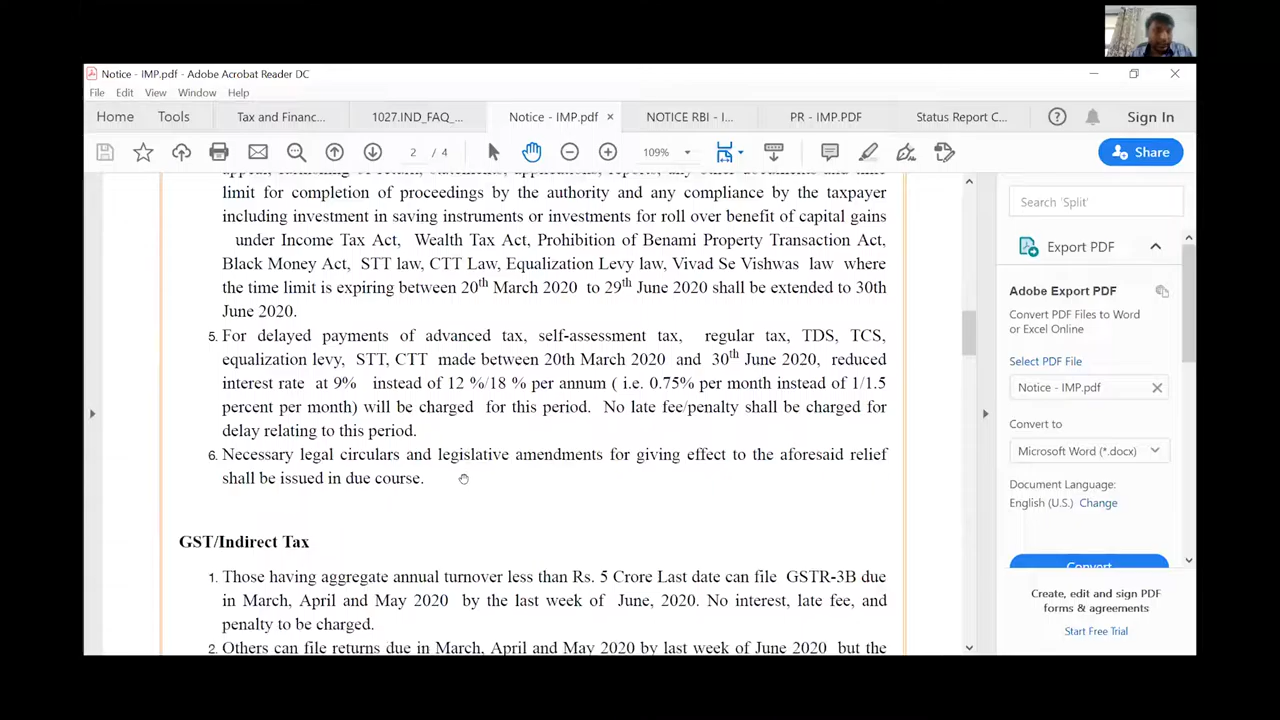 Notice - IMP.pdf - Adobe Acrobat Reader DC
File Edit View Window Help
Home Tools Tax and Financ... 1027.IND_FAQ_... Notice - IMP.pdf × NOTICE RBI - I... PR - IMP.PDF Status Report C... Sign In
2 / 4 109% Share
appeal, furnishing of return, statements, applications, reports, any other documents and time
limit for completion of proceedings by the authority and any compliance by the taxpayer
including investment in saving instruments or investments for roll over benefit of capital gains
under Income Tax Act, Wealth Tax Act, Prohibition of Benami Property Transaction Act,
Black Money Act, STT law, CTT Law, Equalization Levy law, Vivad Se Vishwas law where
the time limit is expiring between 20th March 2020 to 29th June 2020 shall be extended to 30th
June 2020.
5. For delayed payments of advanced tax, self-assessment tax, regular tax, TDS, TCS,
equalization levy, STT, CTT made between 20th March 2020 and 30th June 2020, reduced
interest rate at 9% instead of 12 %/18 % per annum ( i.e. 0.75% per month instead of 1/1.5
percent per month) will be charged for this period. No late fee/penalty shall be charged for
delay relating to this period.
6. Necessary legal circulars and legislative amendments for giving effect to the aforesaid relief
shall be issued in due course.
GST/Indirect Tax
1. Those having aggregate annual turnover less than Rs. 5 Crore Last date can file GSTR-3B due
in March, April and May 2020 by the last week of June, 2020. No interest, late fee, and
penalty to be charged.
2. Others can file returns due in March, April and May 2020 by last week of June 2020 but the
Search 'Split'
Export PDF
Adobe Export PDF
Convert PDF Files to Word
or Excel Online
Select PDF File
Notice - IMP.pdf
Convert to
Microsoft Word (*.docx)
Document Language:
English (U.S.) Change
Convert
Create, edit and sign PDF
forms & agreements
Start Free Trial